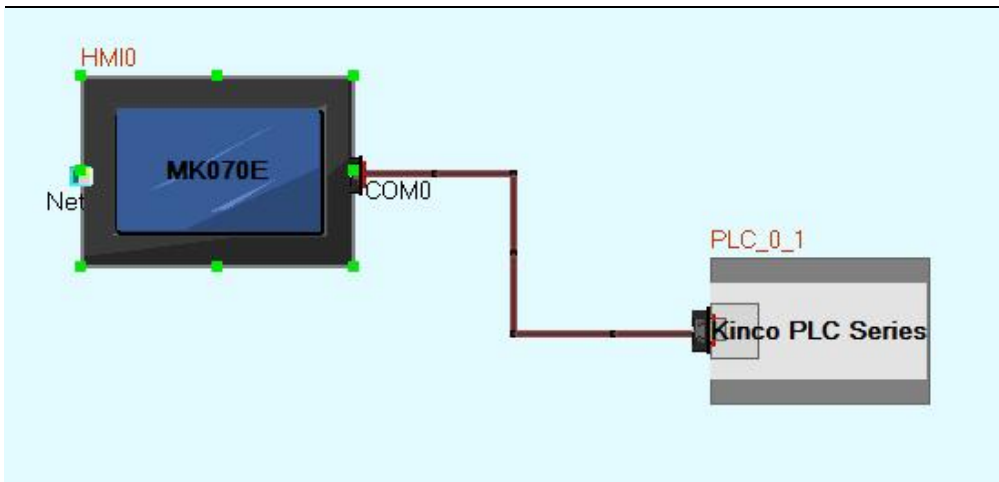 HMI0
MK070E
Net
COM0
PLC_0_1
Kinco PLC Series